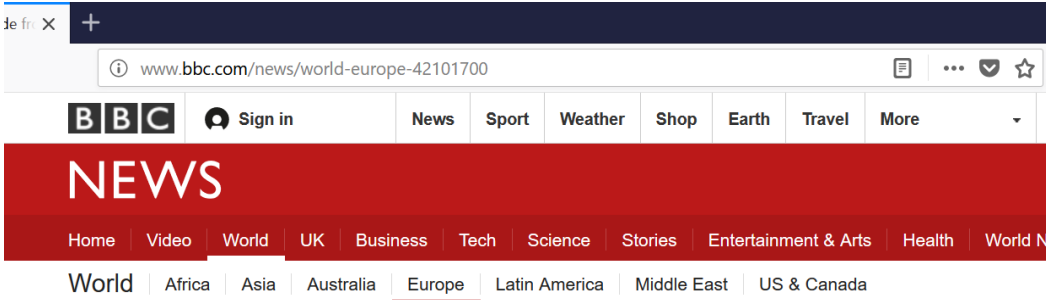 de fr
www.bbc.com/news/world-europe-42101700
BBC Sign in News Sport Weather Shop Earth Travel More
NEWS
Home Video World UK Business Tech Science Stories Entertainment & Arts Health World N
World Africa Asia Australia Europe Latin America Middle East US & Canada